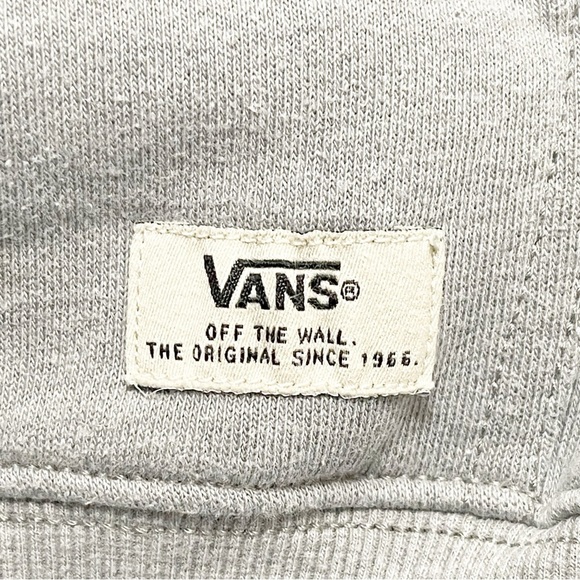 VANS®
OFF THE WALL.
THE ORIGINAL SINCE 1966.